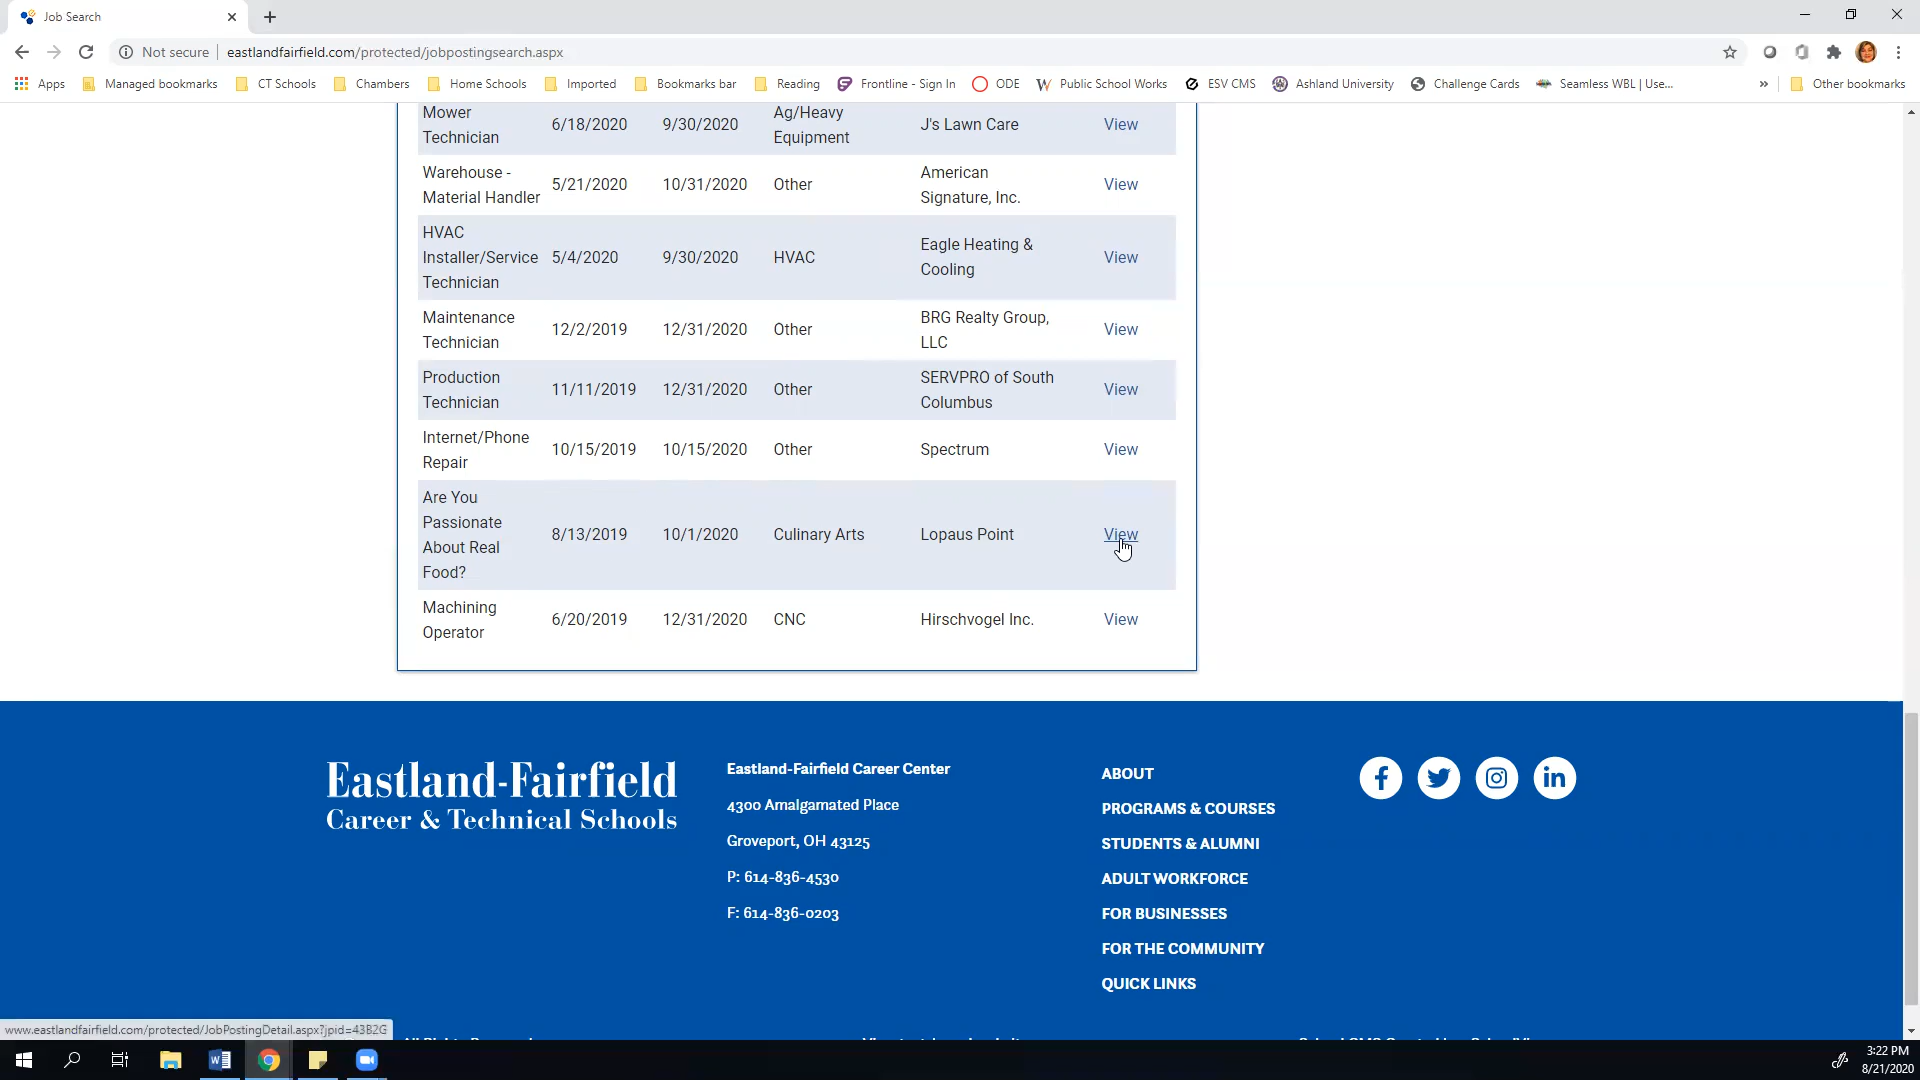 Job Search
Not secure eastlandfairfield.com/protected/jobpostingsearch.aspx
Apps Managed bookmarks CT Schools Chambers Home Schools Imported Bookmarks bar Reading Frontline - Sign In ODE Public School Works ESV CMS Ashland University Challenge Cards Seamless WBL | Use... » Other bookmarks
Mower Technician 6/18/2020 9/30/2020 Ag/Heavy Equipment J's Lawn Care View
Warehouse - Material Handler 5/21/2020 10/31/2020 Other American Signature, Inc. View
HVAC Installer/Service Technician 5/4/2020 9/30/2020 HVAC Eagle Heating & Cooling View
Maintenance Technician 12/2/2019 12/31/2020 Other BRG Realty Group, LLC View
Production Technician 11/11/2019 12/31/2020 Other SERVPRO of South Columbus View
Internet/Phone Repair 10/15/2019 10/15/2020 Other Spectrum View
Are You Passionate About Real Food? 8/13/2019 10/1/2020 Culinary Arts Lopaus Point View
Machining Operator 6/20/2019 12/31/2020 CNC Hirschvogel Inc. View
Eastland-Fairfield
Career & Technical Schools
Eastland-Fairfield Career Center
4300 Amalgamated Place
Groveport, OH 43125
P: 614-836-4530
F: 614-836-0203
ABOUT
PROGRAMS & COURSES
STUDENTS & ALUMNI
ADULT WORKFORCE
FOR BUSINESSES
FOR THE COMMUNITY
QUICK LINKS
www.eastlandfairfield.com/protected/JobPostingDetail.aspx?jpid=43B2G
3:22 PM
8/21/2020